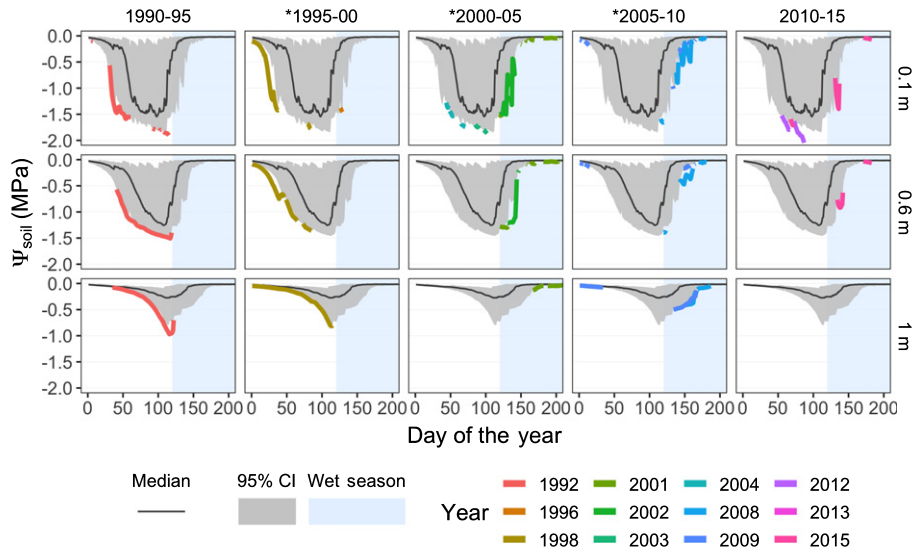 1990-95 *1995-00 *2000-05 *2005-10 2010-15
0.0
-0.5
-1.0
-1.5
-2.0
0.1 m
0.0
-0.5
-1.0
-1.5
-2.0
0.6 m
0.0
-0.5
-1.0
-1.5
-2.0
1 m
Ψsoil (MPa)
0 50 100 150 200 0 50 100 150 200 0 50 100 150 200 0 50 100 150 200 0 50 100 150 200
Day of the year
Median 95% CI Wet season
Year
1992 2001 2004 2012
1996 2002 2008 2013
1998 2003 2009 2015